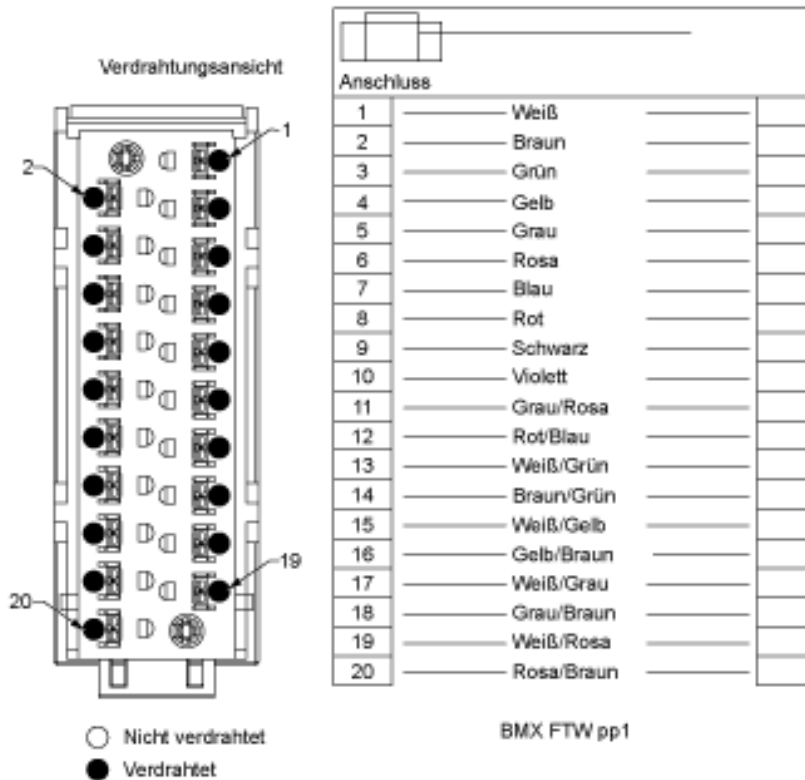 Verdrahtungsansicht
1
2
19
20
Nicht verdrahtet
Verdrahtet
Anschluss
1 Weiß
2 Braun
3 Grün
4 Gelb
5 Grau
6 Rosa
7 Blau
8 Rot
9 Schwarz
10 Violett
11 Grau/Rosa
12 Rot/Blau
13 Weiß/Grün
14 Braun/Grün
15 Weiß/Gelb
16 Gelb/Braun
17 Weiß/Grau
18 Grau/Braun
19 Weiß/Rosa
20 Rosa/Braun
BMX FTW pp1